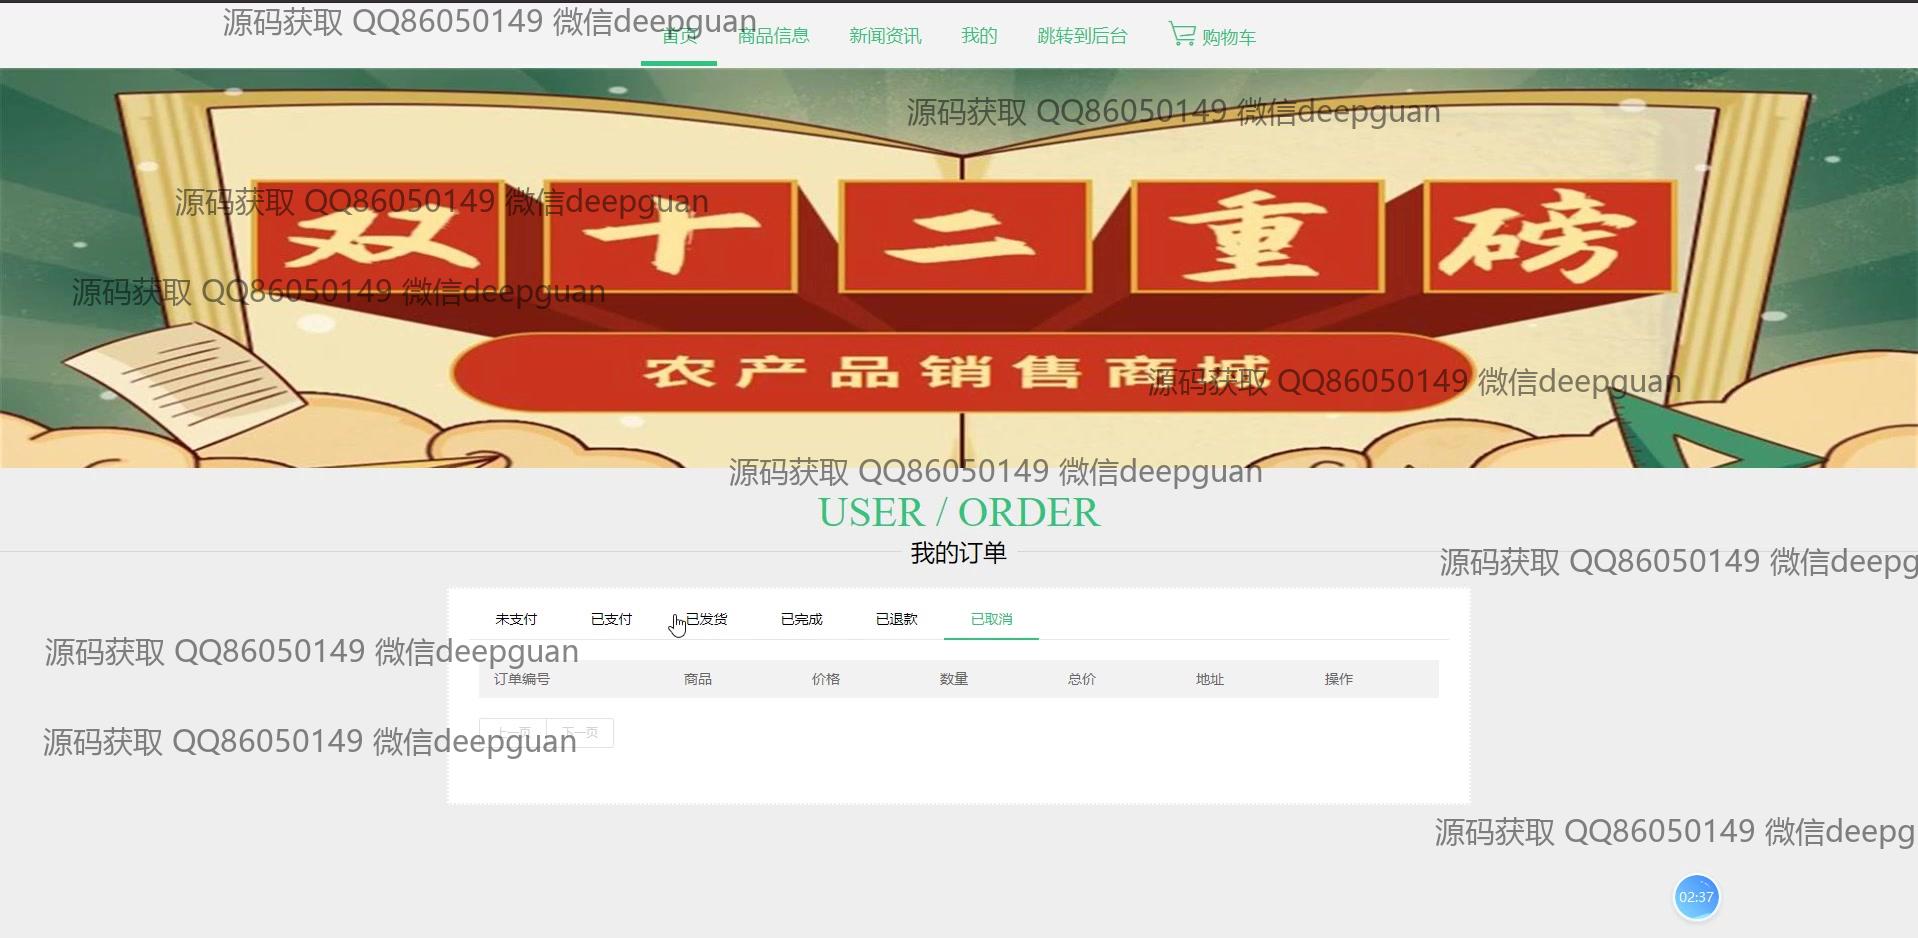 源码获取 QQ86050149 微信deepguan
首页 商品信息 新闻资讯 我的 跳转到后台 购物车
源码获取 QQ86050149 微信deepguan
源码获取 QQ86050149 微信deepguan
双十二重磅
源码获取 QQ86050149 微信deepguan
农产品销售商城
源码获取 QQ86050149 微信deepguan
源码获取 QQ86050149 微信deepguan
USER / ORDER
我的订单
源码获取 QQ86050149 微信deepg
未支付 已支付 已发货 已完成 已退款 已取消
源码获取 QQ86050149 微信deepguan
订单编号 商品 价格 数量 总价 地址 操作
上一页 下一页
源码获取 QQ86050149 微信deepguan
源码获取 QQ86050149 微信deepg
02:37